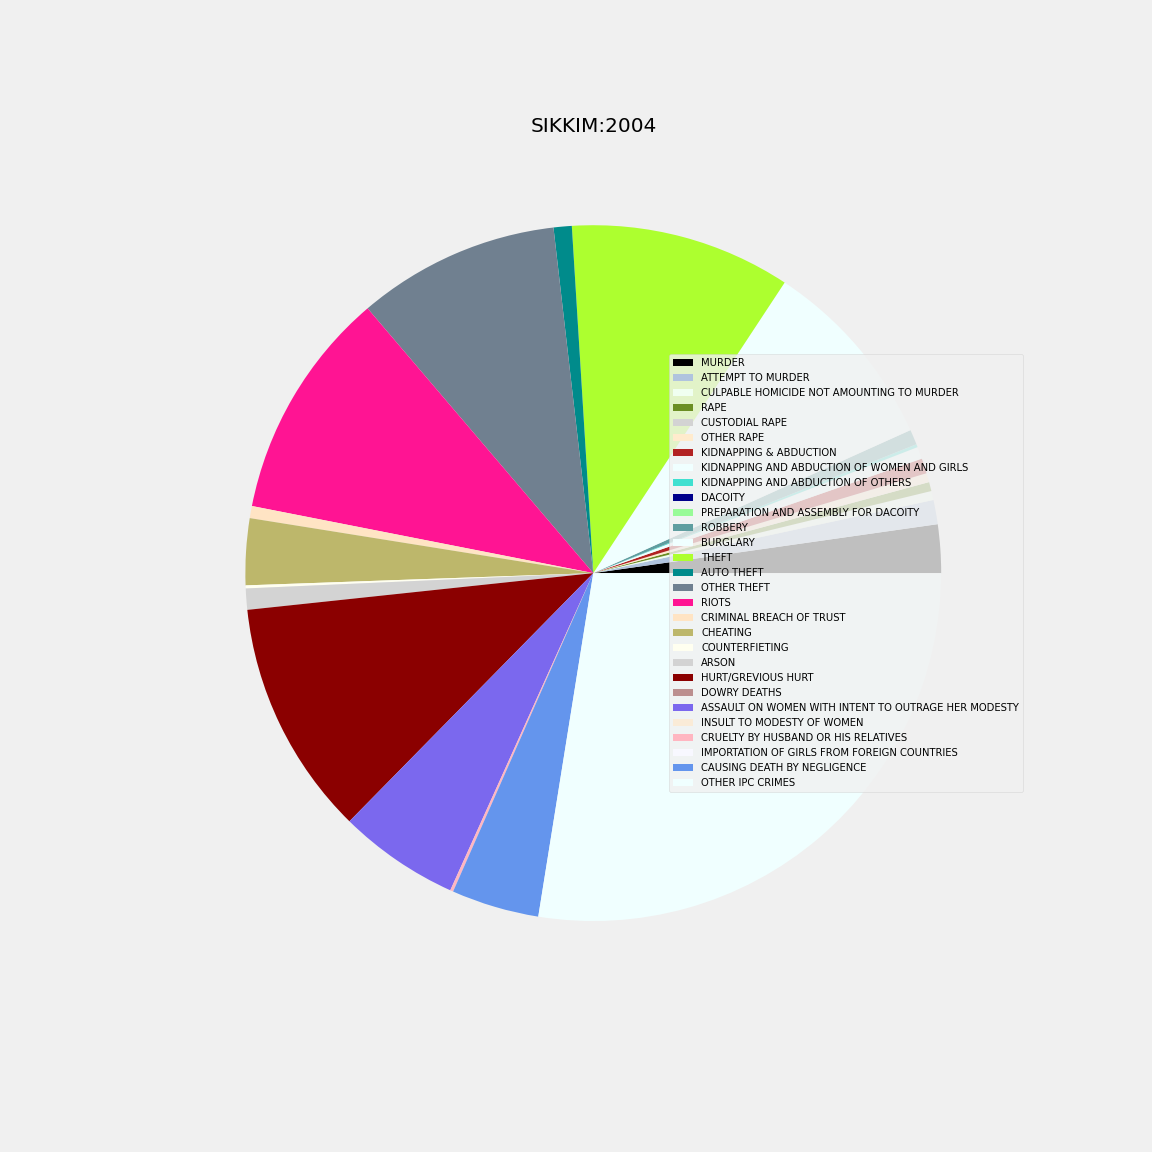 SIKKIM:2004
MURDER
ATTEMPT TO MURDER
CULPABLE HOMICIDE NOT AMOUNTING TO MURDER
RAPE
CUSTODIAL RAPE
OTHER RAPE
KIDNAPPING & ABDUCTION
KIDNAPPING AND ABDUCTION OF WOMEN AND GIRLS
KIDNAPPING AND ABDUCTION OF OTHERS
DACOITY
PREPARATION AND ASSEMBLY FOR DACOITY
ROBBERY
BURGLARY
THEFT
AUTO THEFT
OTHER THEFT
RIOTS
CRIMINAL BREACH OF TRUST
CHEATING
COUNTERFIETING
ARSON
HURT/GREVIOUS HURT
DOWRY DEATHS
ASSAULT ON WOMEN WITH INTENT TO OUTRAGE HER MODESTY
INSULT TO MODESTY OF WOMEN
CRUELTY BY HUSBAND OR HIS RELATIVES
IMPORTATION OF GIRLS FROM FOREIGN COUNTRIES
CAUSING DEATH BY NEGLIGENCE
OTHER IPC CRIMES